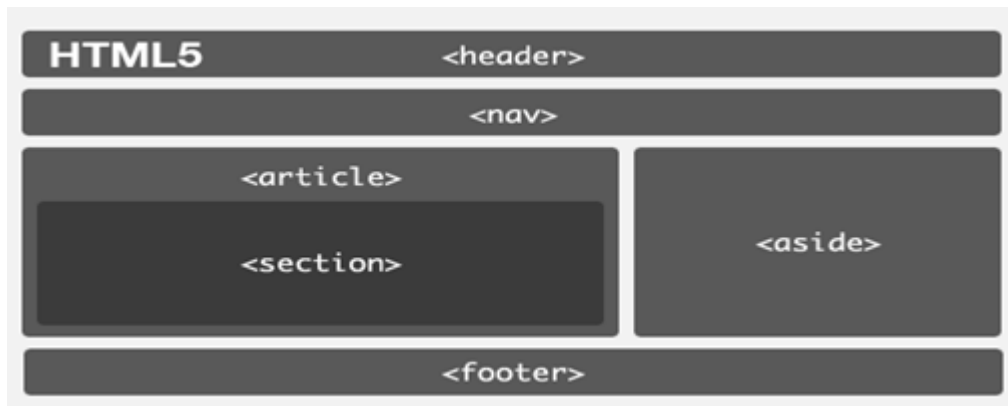 HTML5 <header>
<nav>
<article>
<section>
<aside>
<footer>